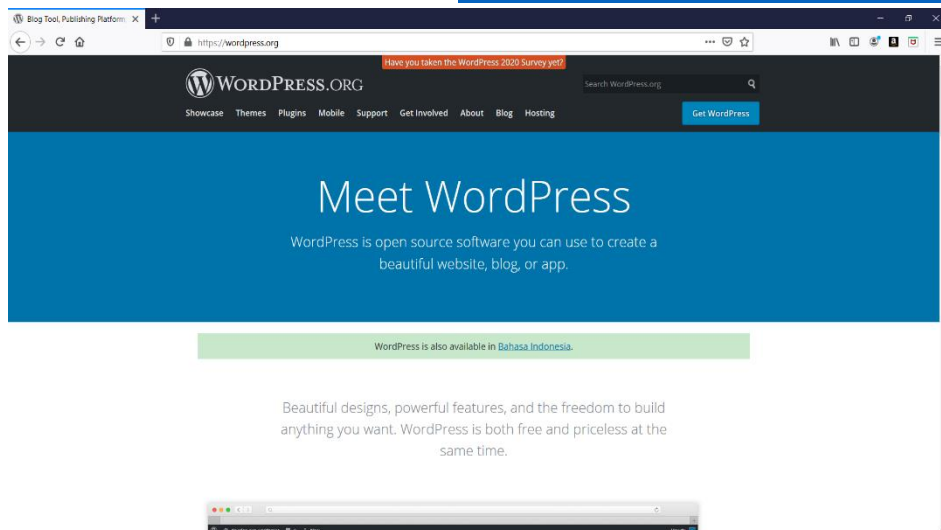 Blog Tool, Publishing Platform
https://wordpress.org
Have you taken the WordPress 2020 Survey yet?
WORDPRESS.ORG
Search WordPress.org
Showcase Themes Plugins Mobile Support Get Involved About Blog Hosting
Get WordPress
Meet WordPress
WordPress is open source software you can use to create a
beautiful website, blog, or app.
WordPress is also available in Bahasa Indonesia.
Beautiful designs, powerful features, and the freedom to build
anything you want. WordPress is both free and priceless at the
same time.